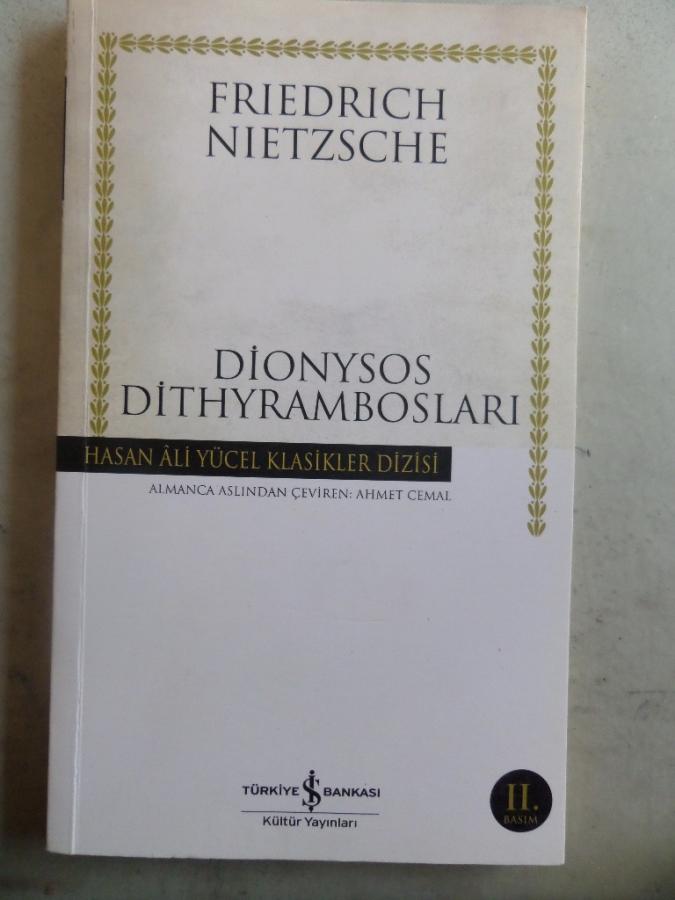 FRIEDRICH
NIETZSCHE
DİONYSOS
DİTHYRAMBOSLARI
HASAN ÂLİ YÜCEL KLASİKLER DİZİSİ
ALMANCA ASLINDAN ÇEVİREN: AHMET CEMAL
TÜRKİYE İŞ BANKASI
Kültür Yayınları
II.
BASIM